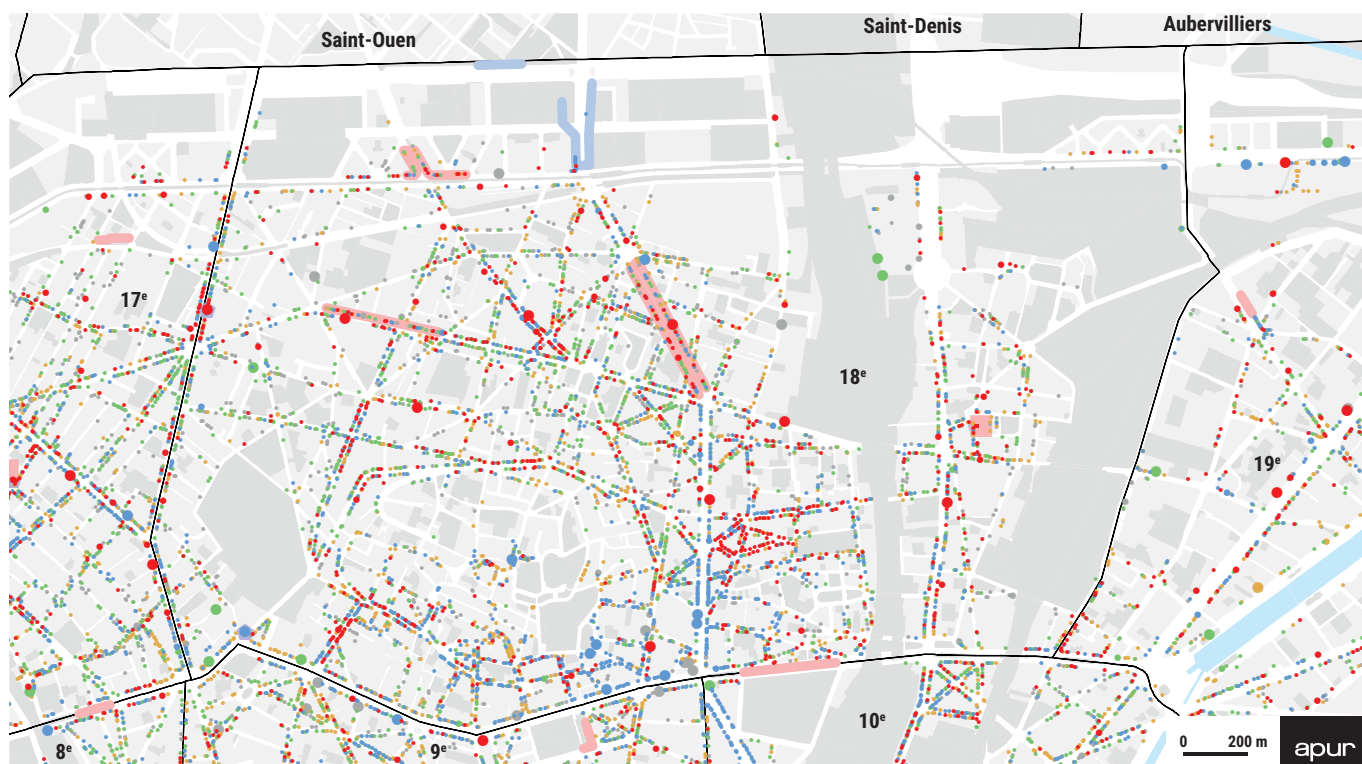 Saint-Ouen
Saint-Denis
Aubervilliers
17e
18e
19e
10e
8e
9e
0 200 m
apur